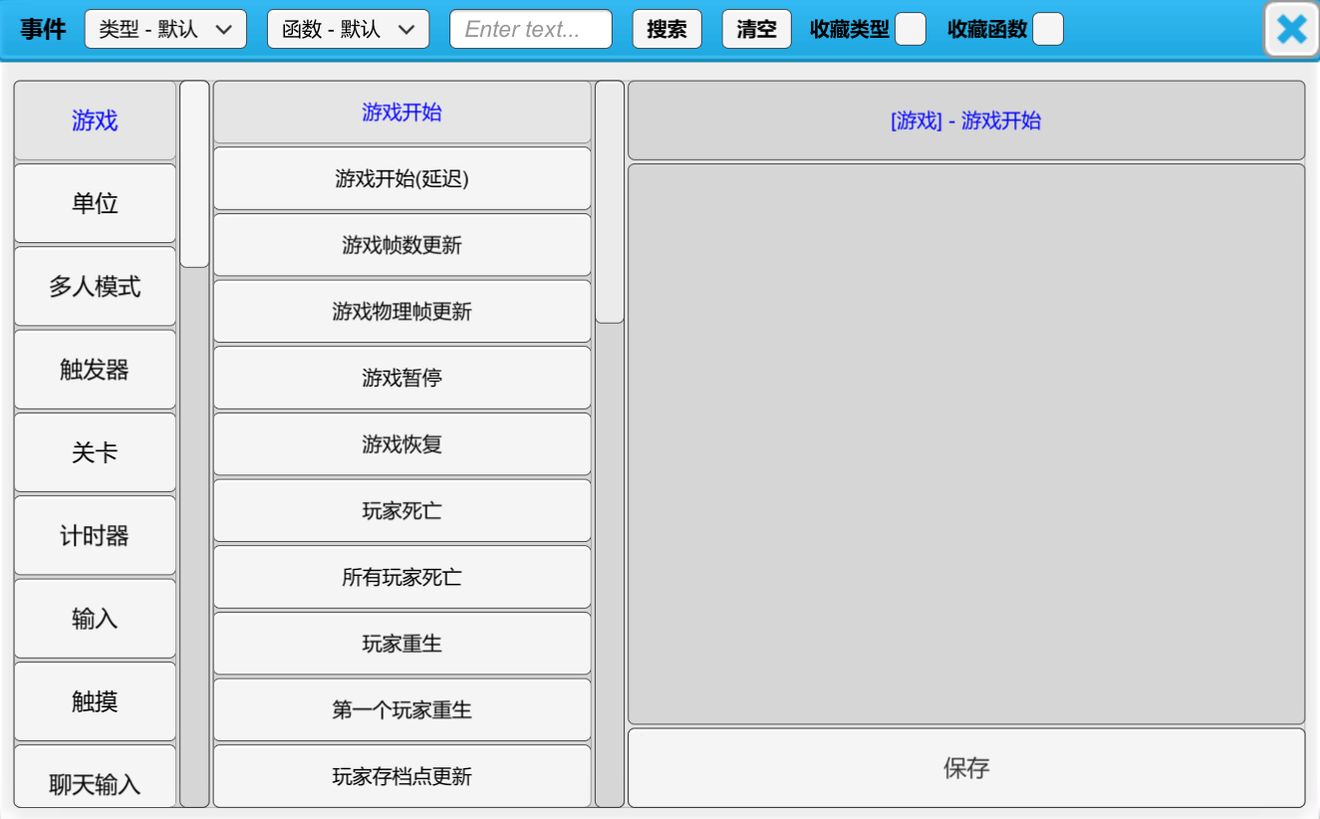 事件 类型 - 默认 函数 - 默认 Enter text... 搜索 清空 收藏类型 收藏函数
游戏
单位
多人模式
触发器
关卡
计时器
输入
触摸
聊天输入
游戏开始
游戏开始(延迟)
游戏帧数更新
游戏物理帧更新
游戏暂停
游戏恢复
玩家死亡
所有玩家死亡
玩家重生
第一个玩家重生
玩家存档点更新
[游戏] - 游戏开始
保存